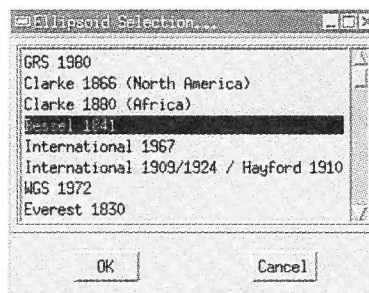 Ellipsoid Selection...
GRS 1980
Clarke 1866 (North America)
Clarke 1880 (Africa)
Bessel 1841
International 1967
International 1909/1924 / Hayford 1910
WGS 1972
Everest 1830
OK
Cancel